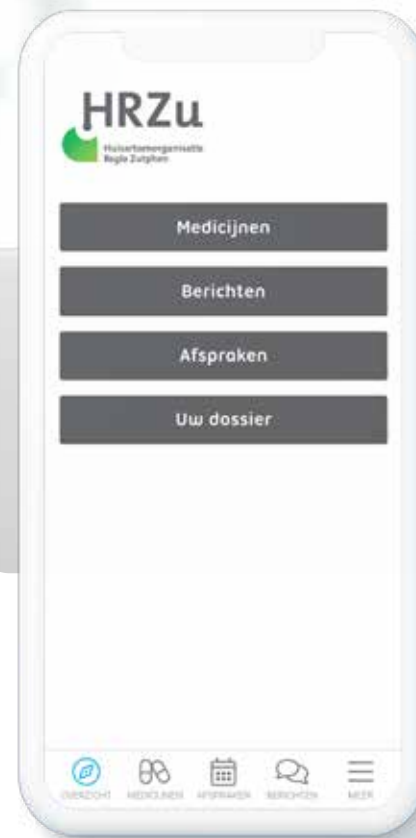 HRZu
Huisartsenorganisatie
Regio Zutphen
Medicijnen
Berichten
Afspraken
Uw dossier
OVERZICHT MEDICIJNEN AFSPRAKEN BERICHTEN MEER